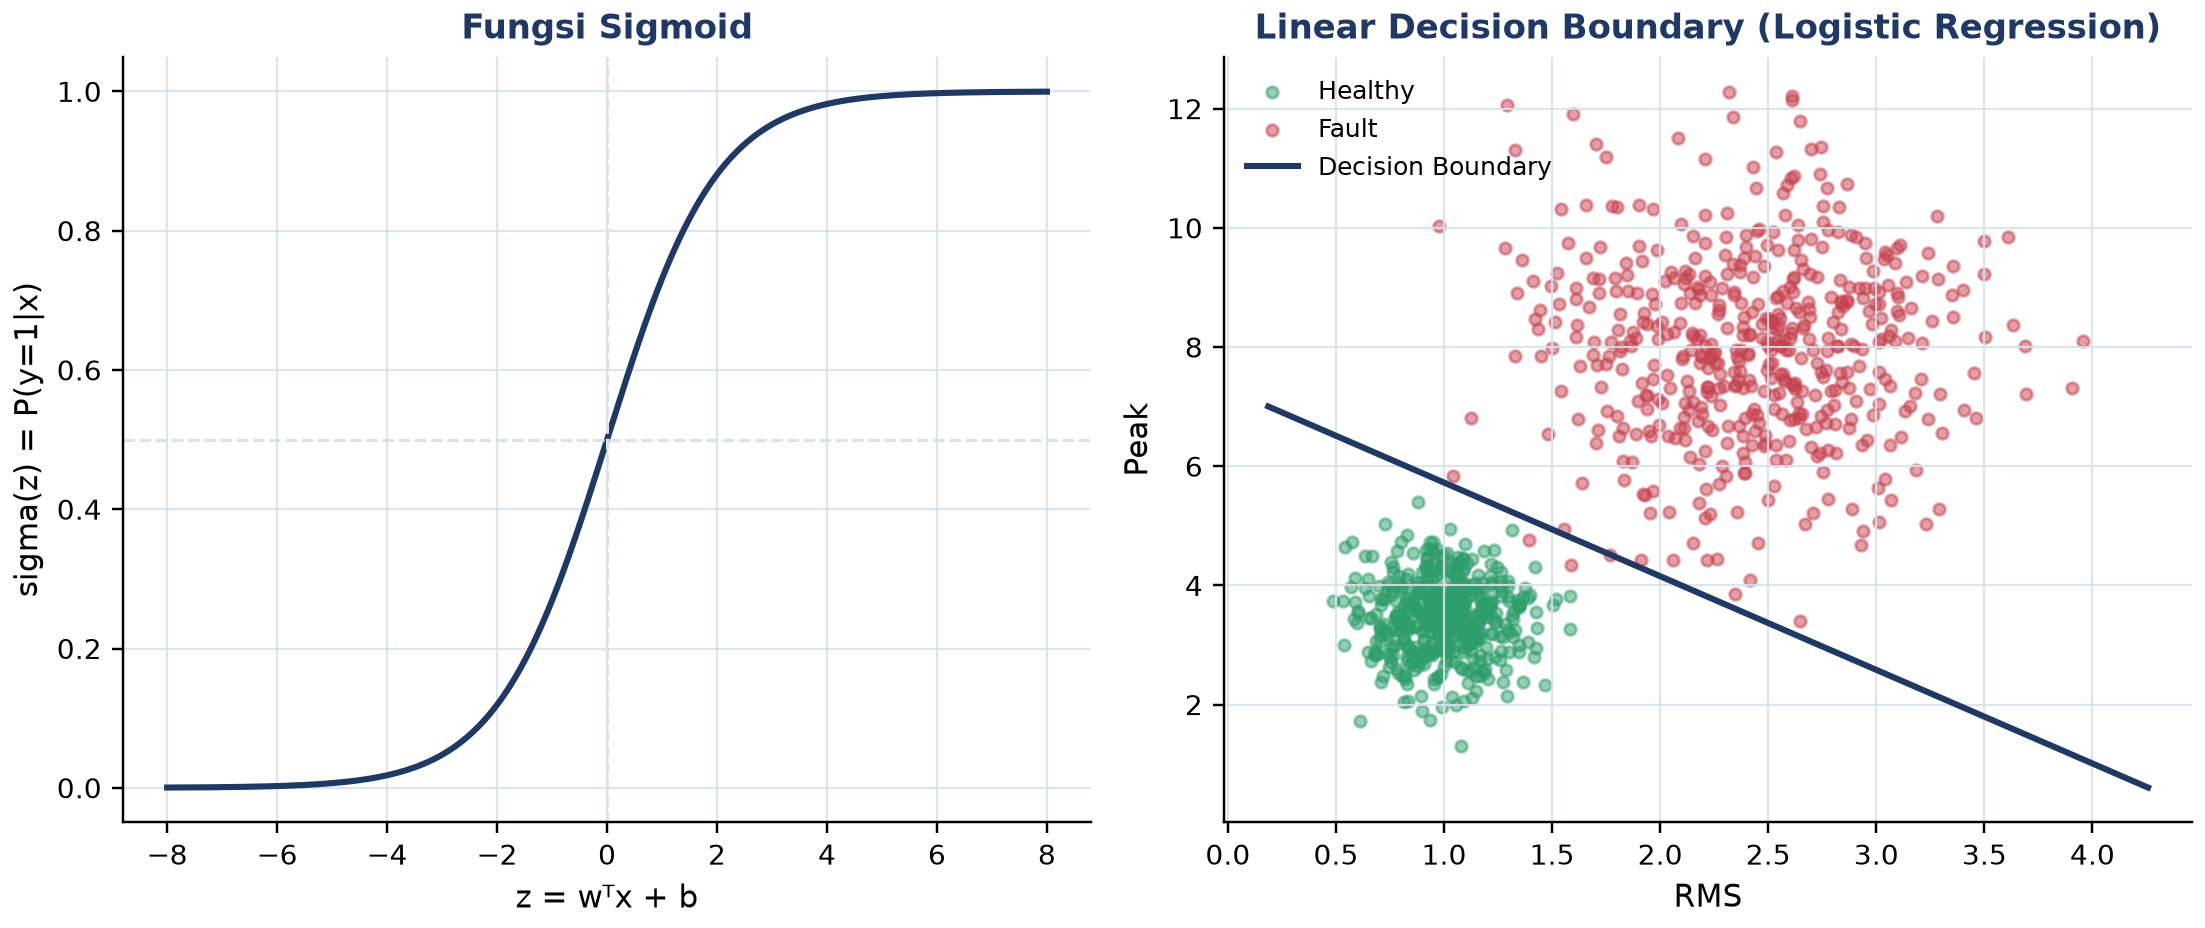 Fungsi Sigmoid
1.0
0.8
0.6
0.4
0.2
0.0
sigma(z) = P(y=1|x)
−8 −6 −4 −2 0 2 4 6 8
z = wᵀx + b
Linear Decision Boundary (Logistic Regression)
Healthy
Fault
Decision Boundary
12
10
8
6
4
2
Peak
0.0 0.5 1.0 1.5 2.0 2.5 3.0 3.5 4.0
RMS